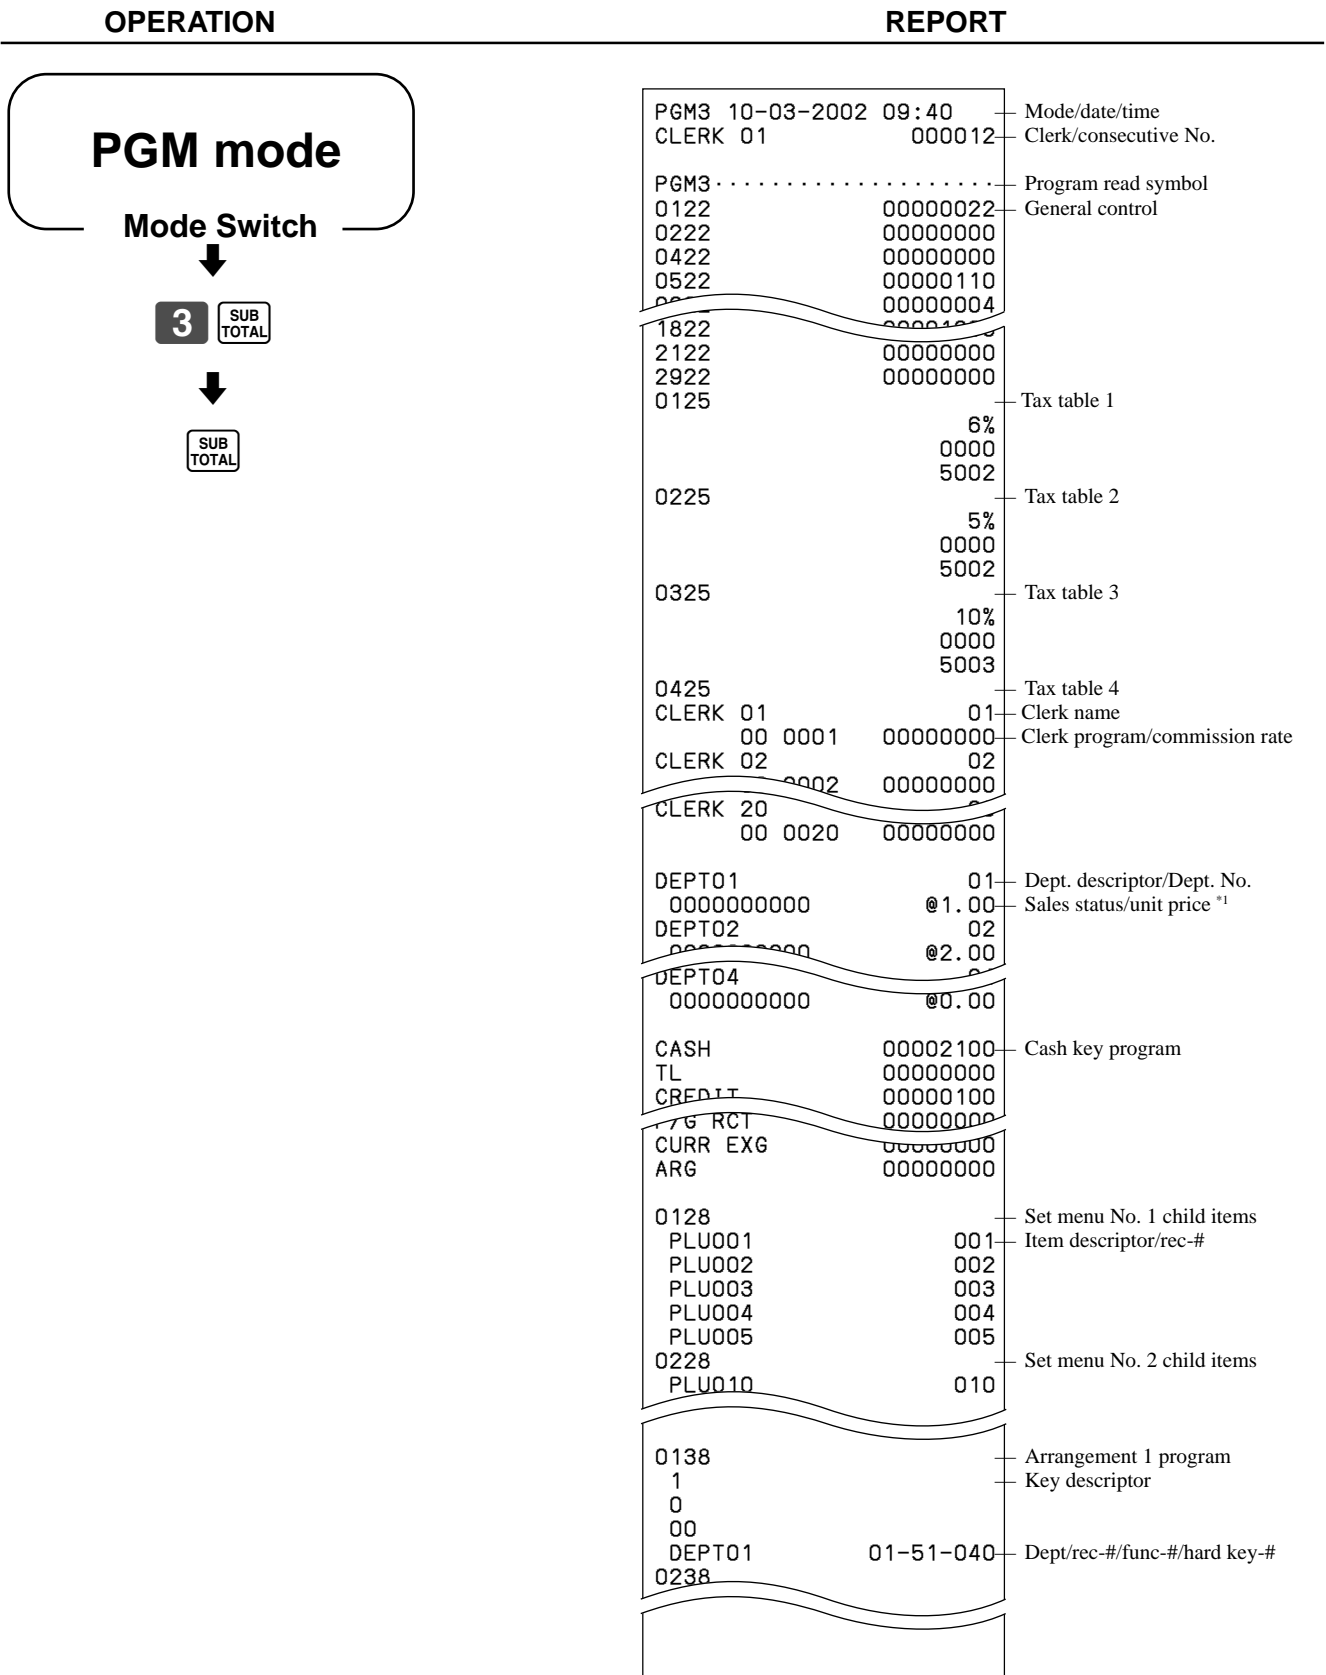 OPERATION REPORT
PGM mode
Mode Switch
3 SUB TOTAL
SUB TOTAL
PGM3 10-03-2002 09:40 Mode/date/time
CLERK 01 000012 Clerk/consecutive No.
PGM3···················· Program read symbol
0122 00000022 General control
0222 00000000
0422 00000000
0522 00000110
00000004
1822
2122 00000000
2922 00000000
0125 Tax table 1
6%
0000
5002
0225 Tax table 2
5%
0000
5002
0325 Tax table 3
10%
0000
5003
0425 Tax table 4
CLERK 01 01 Clerk name
00 0001 00000000 Clerk program/commission rate
CLERK 02 02
0002 00000000
CLERK 20
00 0020 00000000
DEPT01 01 Dept. descriptor/Dept. No.
0000000000 @1.00 Sales status/unit price *1
DEPT02 02
0000000000 @2.00
DEPT04
0000000000 @0.00
CASH 00002100 Cash key program
TL 00000000
CREDIT 00000100
RCT 00000000
CURR EXG 00000000
ARG 00000000
0128 Set menu No. 1 child items
PLU001 001 Item descriptor/rec-#
PLU002 002
PLU003 003
PLU004 004
PLU005 005
0228 Set menu No. 2 child items
PLU010 010
0138 Arrangement 1 program
1 Key descriptor
0
00
DEPT01 01-51-040 Dept/rec-#/func-#/hard key-#
0238